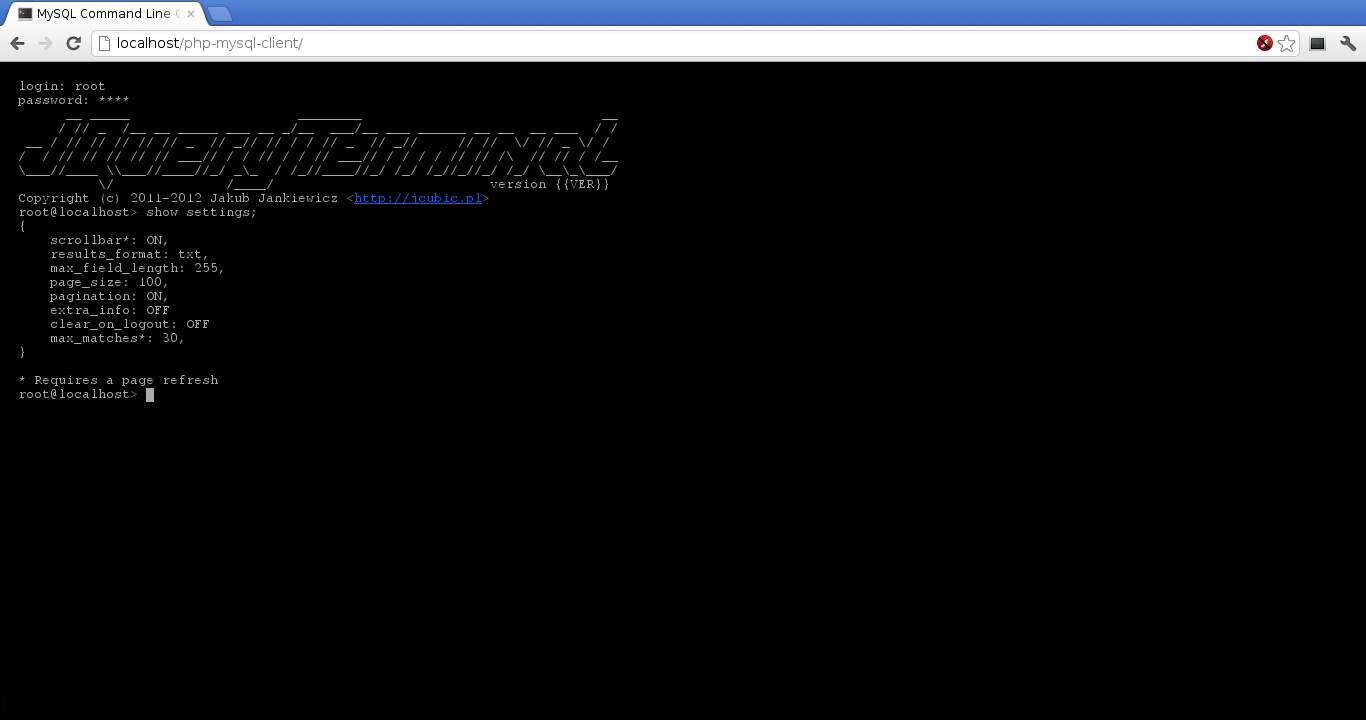 MySQL Command Line C
localhost/php-mysql-client/
login: root
password: ****
JQuery Terminal
version {{VER}}
Copyright (c) 2011-2012 Jakub Jankiewicz <http://jcubic.pl>
root@localhost> show settings;
{
    scrollbar*: ON,
    results_format: txt,
    max_field_length: 255,
    page_size: 100,
    pagination: ON,
    extra_info: OFF
    clear_on_logout: OFF
    max_matches*: 30,
}
* Requires a page refresh
root@localhost>